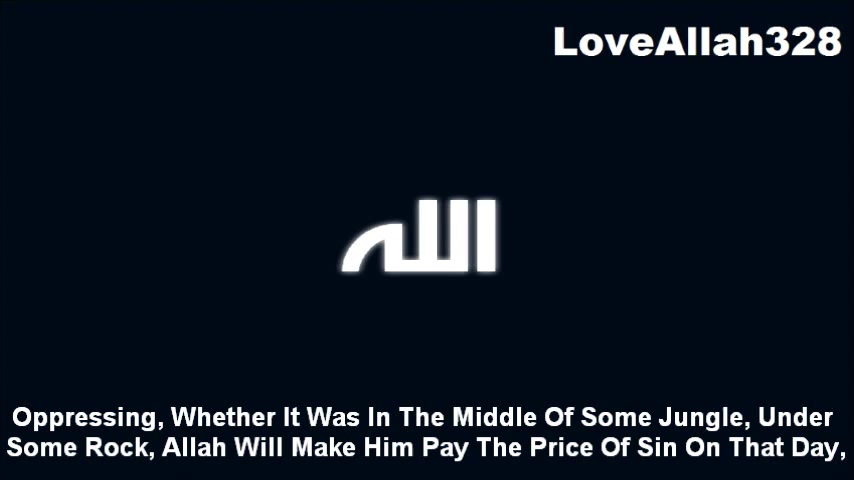 LoveAllah328
الله
Oppressing, Whether It Was In The Middle Of Some Jungle, Under
Some Rock, Allah Will Make Him Pay The Price Of Sin On That Day,